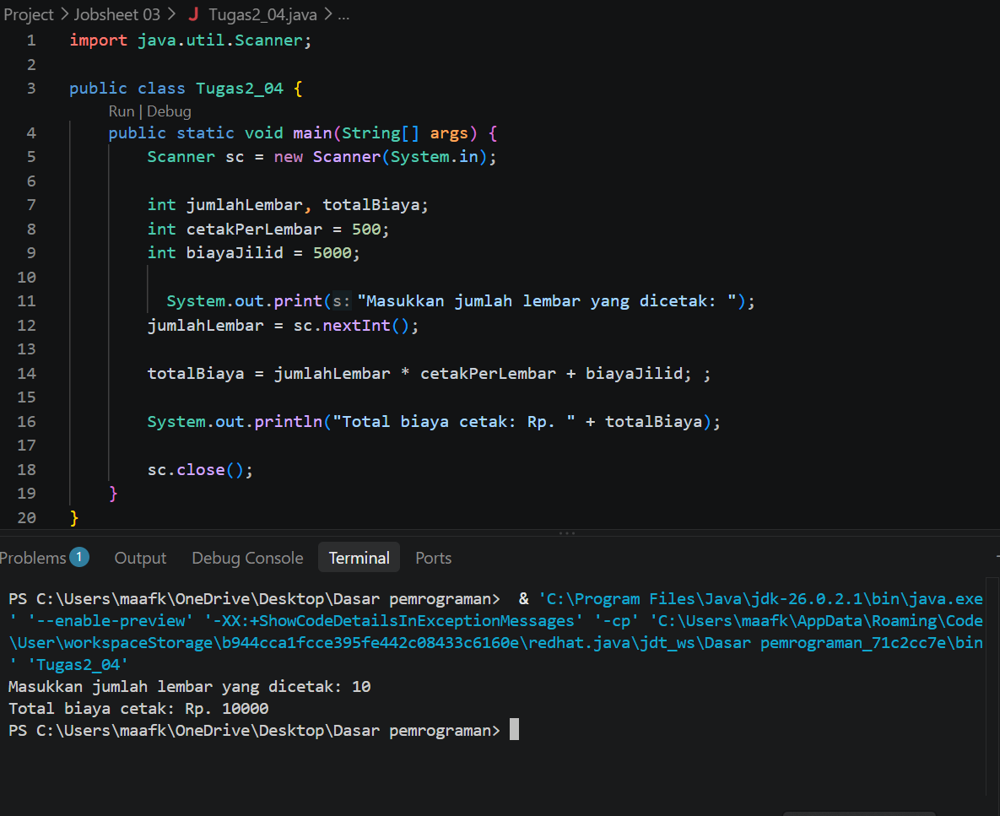 Project > Jobsheet 03 > J Tugas2_04.java > ...
1 import java.util.Scanner;
2
3 public class Tugas2_04 {
Run | Debug
4 public static void main(String[] args) {
5 Scanner sc = new Scanner(System.in);
6
7 int jumlahLembar, totalBiaya;
8 int cetakPerLembar = 500;
9 int biayaJilid = 5000;
10
11 System.out.print(s: "Masukkan jumlah lembar yang dicetak: ");
12 jumlahLembar = sc.nextInt();
13
14 totalBiaya = jumlahLembar * cetakPerLembar + biayaJilid; ;
15
16 System.out.println("Total biaya cetak: Rp. " + totalBiaya);
17
18 sc.close();
19 }
20 }
Problems 1 Output Debug Console Terminal Ports
PS C:\Users\maafk\OneDrive\Desktop\Dasar pemrograman>  & 'C:\Program Files\Java\jdk-26.0.2.1\bin\java.exe
' '--enable-preview' '-XX:+ShowCodeDetailsInExceptionMessages' '-cp' 'C:\Users\maafk\AppData\Roaming\Code
\User\workspaceStorage\b944cca1fcce395fe442c08433c6160e\redhat.java\jdt_ws\Dasar pemrograman_71c2cc7e\bin
' 'Tugas2_04'
Masukkan jumlah lembar yang dicetak: 10
Total biaya cetak: Rp. 10000
PS C:\Users\maafk\OneDrive\Desktop\Dasar pemrograman>